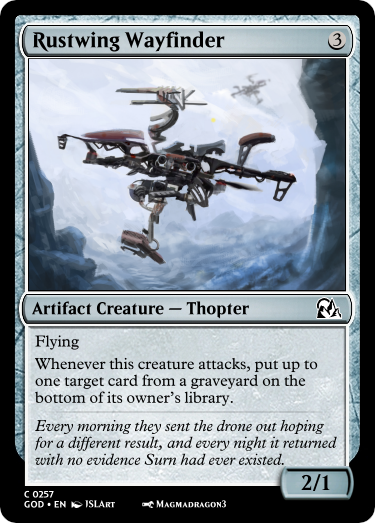 Rustwing Wayfinder 3
Artifact Creature — Thopter
Flying
Whenever this creature attacks, put up to
one target card from a graveyard on the
bottom of its owner's library.
Every morning they sent the drone out hoping
for a different result, and every night it returned
with no evidence Surn had ever existed.
2/1
C 0257
GOD • EN ISLArt Magmadragon3